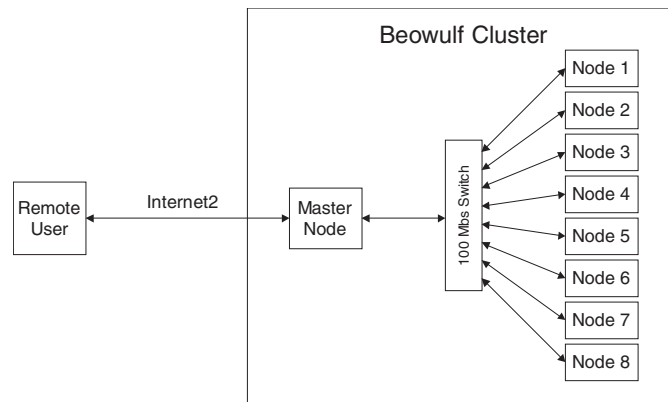 Beowulf Cluster
Node 1
Node 2
Node 3
Node 4
Node 5
Node 6
Node 7
Node 8
100 Mbs Switch
Master
Node
Internet2
Remote
User